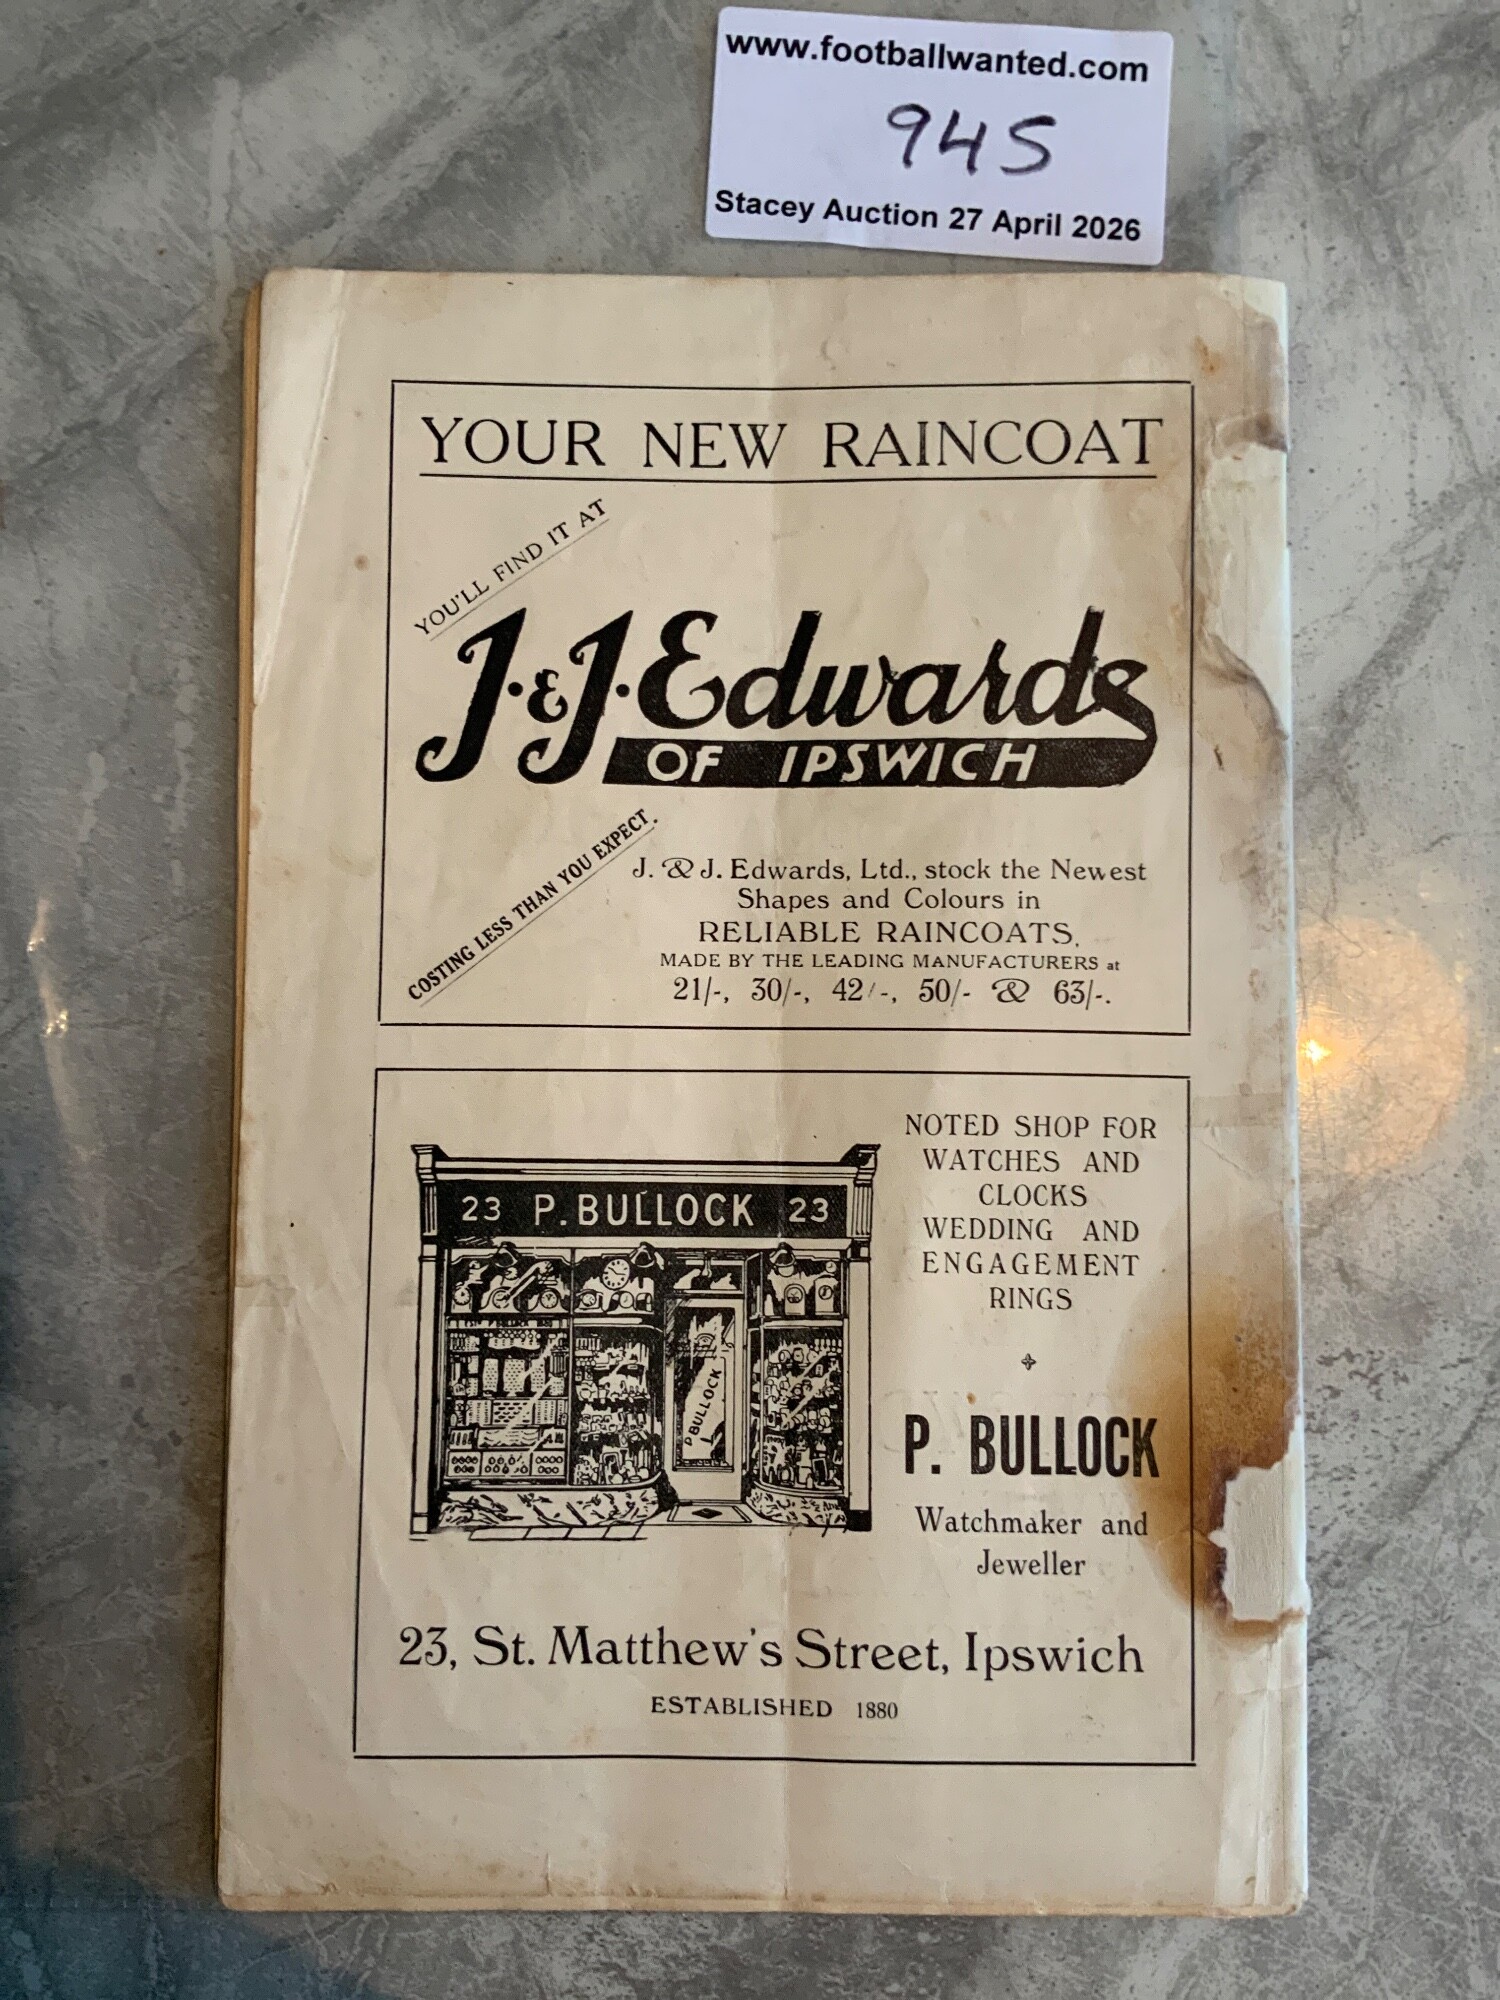 www.footballwanted.com
945
Stacey Auction 27 April 2026
YOUR NEW RAINCOAT
YOU'LL FIND IT AT
J. & J. Edwards
OF IPSWICH
COSTING LESS THAN YOU EXPECT.
J. & J. Edwards, Ltd., stock the Newest
Shapes and Colours in
RELIABLE RAINCOATS,
MADE BY THE LEADING MANUFACTURERS at
21/-, 30/-, 42/-, 50/- & 63/-.
23 P. BULLOCK 23
P BULLOCK
NOTED SHOP FOR
WATCHES AND
CLOCKS
WEDDING AND
ENGAGEMENT
RINGS
P. BULLOCK
Watchmaker and
Jeweller
23, St. Matthew's Street, Ipswich
ESTABLISHED 1880